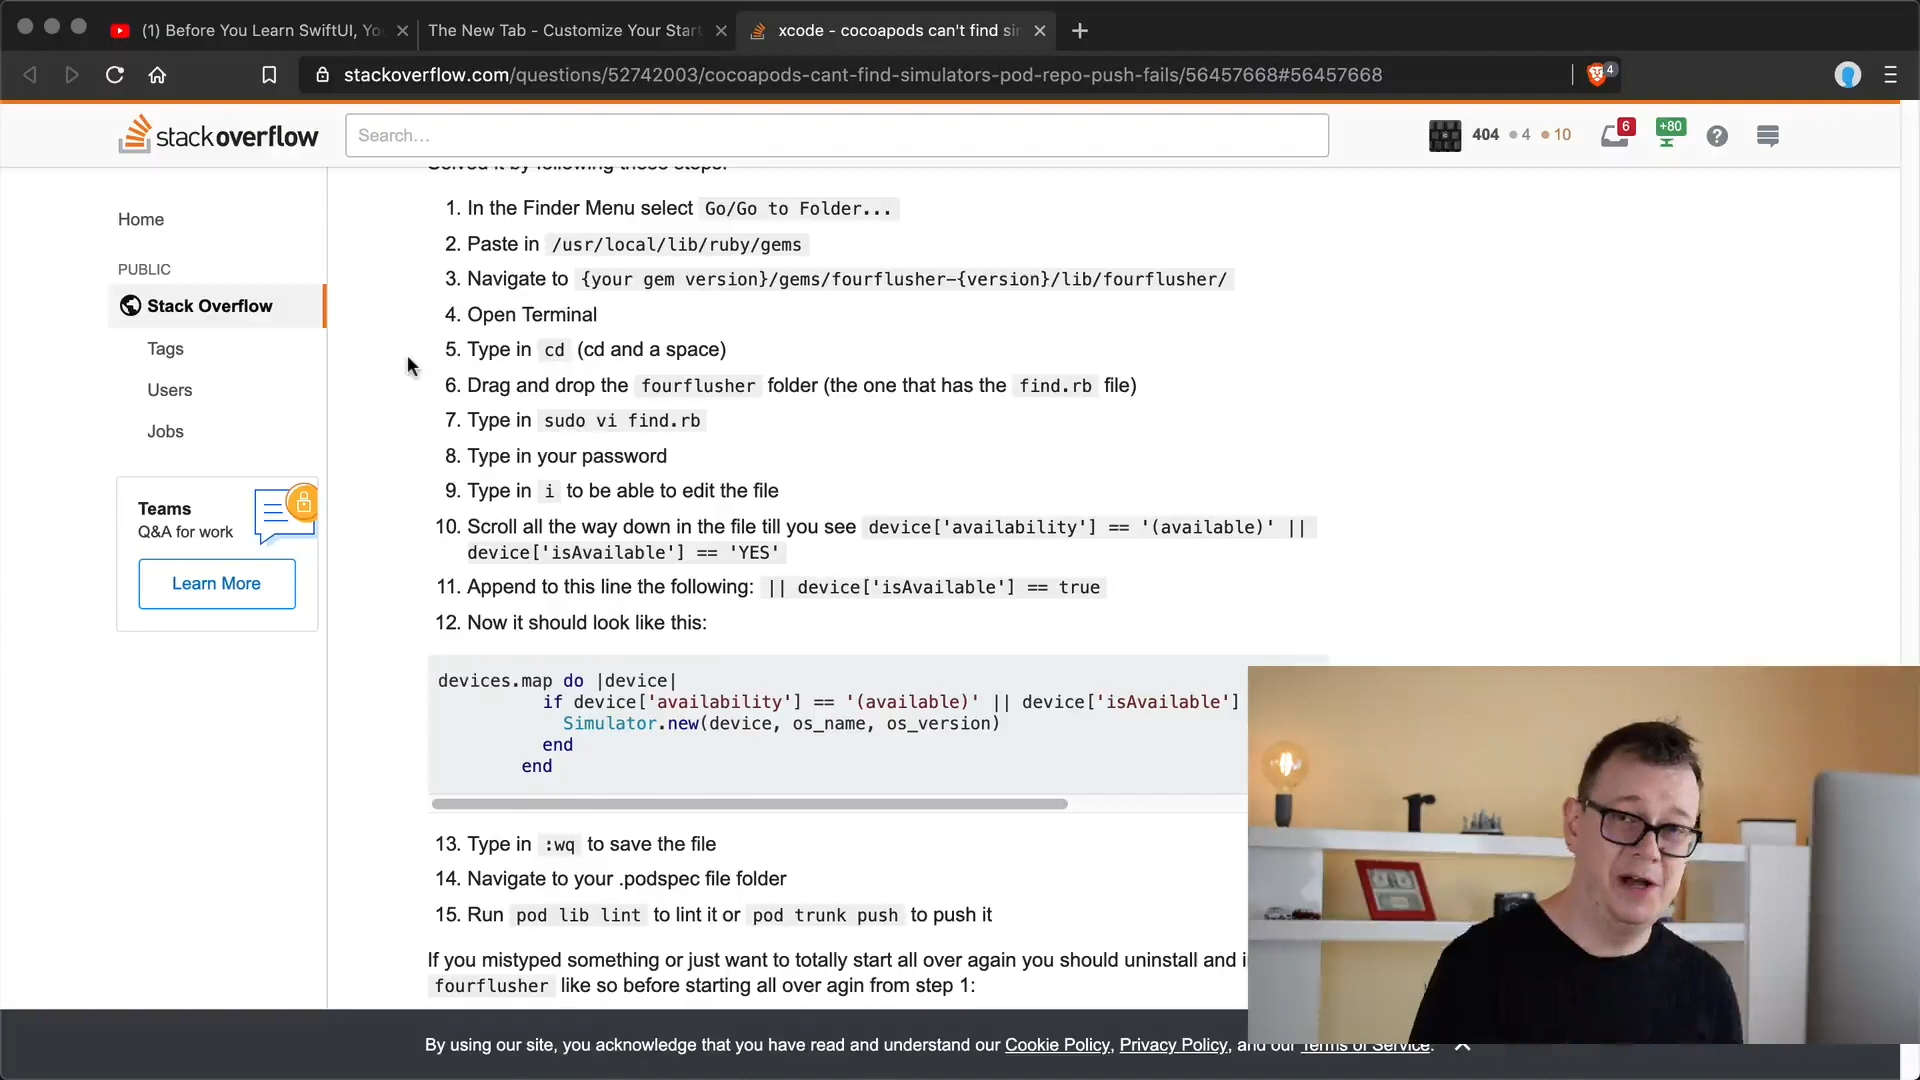 (1) Before You Learn SwiftUI, Yo
The New Tab - Customize Your Star
xcode - cocoapods can't find sim
stackoverflow.com/questions/52742003/cocoapods-cant-find-simulators-pod-repo-push-fails/56457668#56457668
4
stackoverflow
Search…
404 4 10
6
+80
?
Solved it by following these steps:
Home
PUBLIC
Stack Overflow
Tags
Users
Jobs
Teams
Q&A for work
Learn More
1. In the Finder Menu select Go/Go to Folder...
2. Paste in /usr/local/lib/ruby/gems
3. Navigate to {your gem version}/gems/fourflusher-{version}/lib/fourflusher/
4. Open Terminal
5. Type in cd (cd and a space)
6. Drag and drop the fourflusher folder (the one that has the find.rb file)
7. Type in sudo vi find.rb
8. Type in your password
9. Type in i to be able to edit the file
10. Scroll all the way down in the file till you see device['availability'] == '(available)' ||
device['isAvailable'] == 'YES'
11. Append to this line the following: || device['isAvailable'] == true
12. Now it should look like this:
devices.map do |device|
if device['availability'] == '(available)' || device['isAvailable']
Simulator.new(device, os_name, os_version)
end
end
13. Type in :wq to save the file
14. Navigate to your .podspec file folder
15. Run pod lib lint to lint it or pod trunk push to push it
If you mistyped something or just want to totally start all over again you should uninstall and i
fourflusher like so before starting all over agin from step 1:
By using our site, you acknowledge that you have read and understand our Cookie Policy, Privacy Policy, and our Terms of Service.